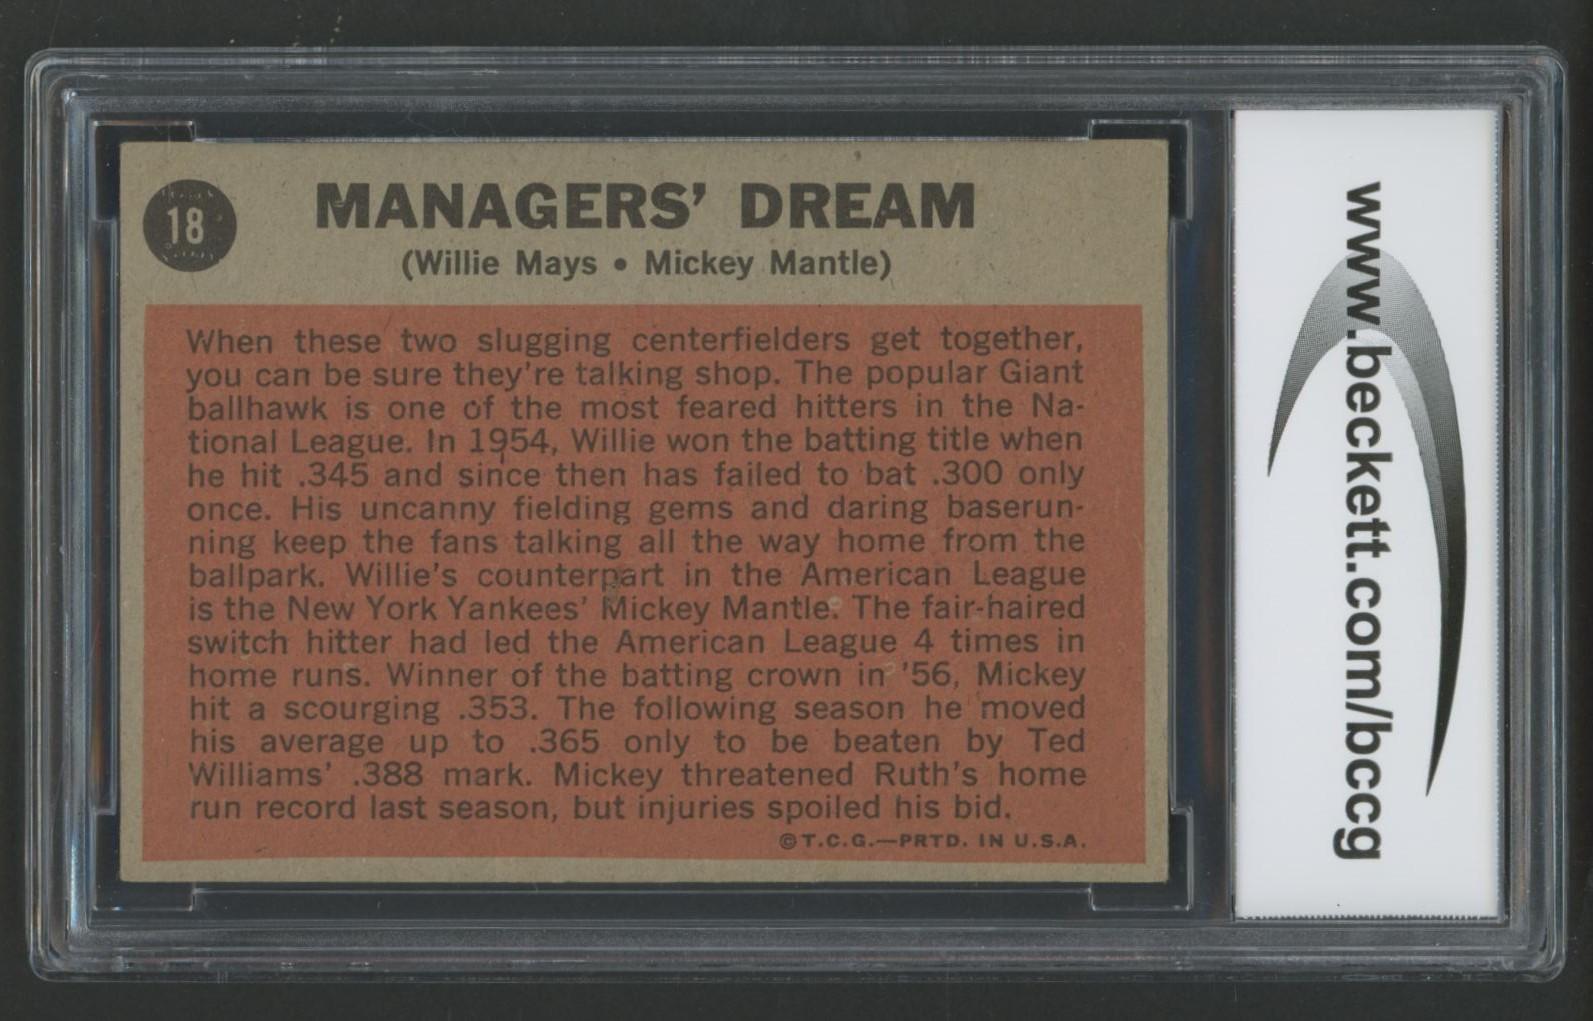 18
MANAGERS' DREAM
(Willie Mays • Mickey Mantle)
When these two slugging centerfielders get together,
you can be sure they're talking shop. The popular Giant
ballhawk is one of the most feared hitters in the Na-
tional League. In 1954, Willie won the batting title when
he hit .345 and since then has failed to bat .300 only
once. His uncanny fielding gems and daring baserun-
ning keep the fans talking all the way home from the
ballpark. Willie's counterpart in the American League
is the New York Yankees' Mickey Mantle. The fair-haired
switch hitter had led the American League 4 times in
home runs. Winner of the batting crown in '56, Mickey
hit a scourging .353. The following season he moved
his average up to .365 only to be beaten by Ted
Williams' .388 mark. Mickey threatened Ruth's home
run record last season, but injuries spoiled his bid.
©T.C.G.—PRTD. IN U.S.A.
www.beckett.com/bccg